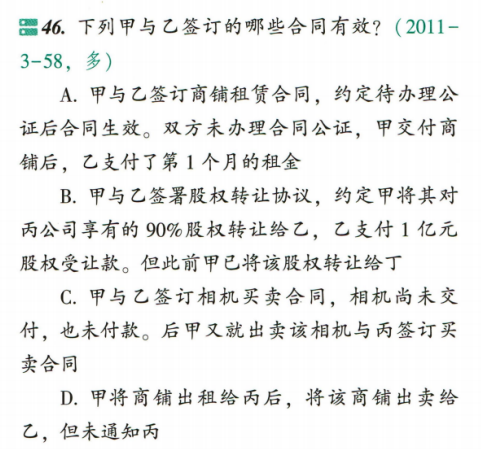 46. 下列甲与乙签订的哪些合同有效？（2011-
3-58，多）
A. 甲与乙签订商铺租赁合同，约定待办理公
证后合同生效。双方未办理合同公证，甲交付商
铺后，乙支付了第 1 个月的租金
B. 甲与乙签署股权转让协议，约定甲将其对
丙公司享有的 90%股权转让给乙，乙支付 1 亿元
股权受让款。但此前甲已将该股权转让给丁
C. 甲与乙签订相机买卖合同，相机尚未交
付，也未付款。后甲又就出卖该相机与丙签订买
卖合同
D. 甲将商铺出租给丙后，将该商铺出卖给
乙，但未通知丙